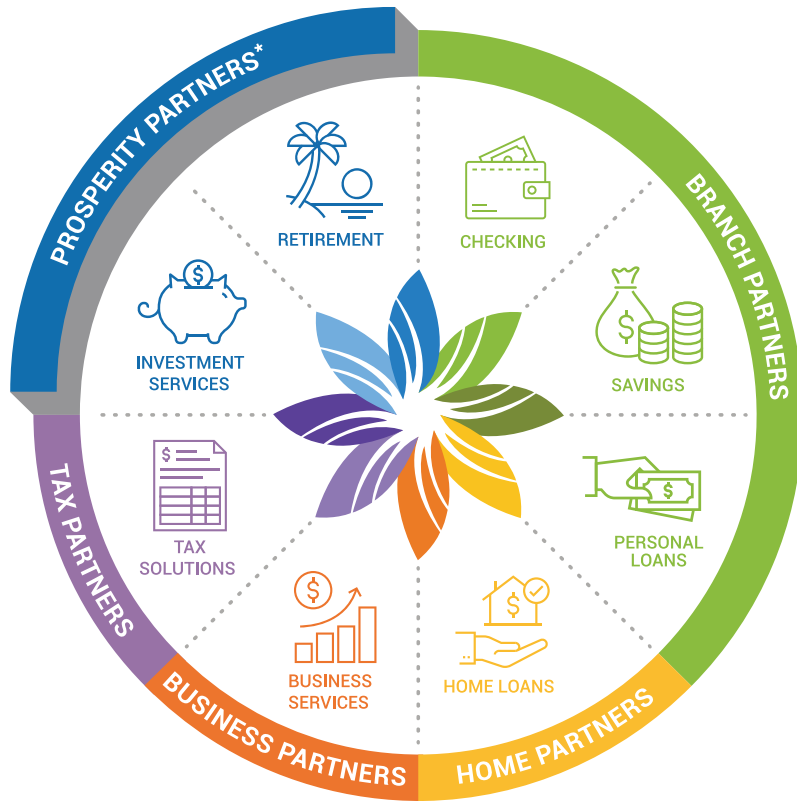 PROSPERITY PARTNERS*
BRANCH PARTNERS
HOME PARTNERS
BUSINESS PARTNERS
TAX PARTNERS
RETIREMENT
CHECKING
$
INVESTMENT
SERVICES
$
SAVINGS
$
TAX
SOLUTIONS
$
PERSONAL
LOANS
$
BUSINESS
SERVICES
$
HOME LOANS